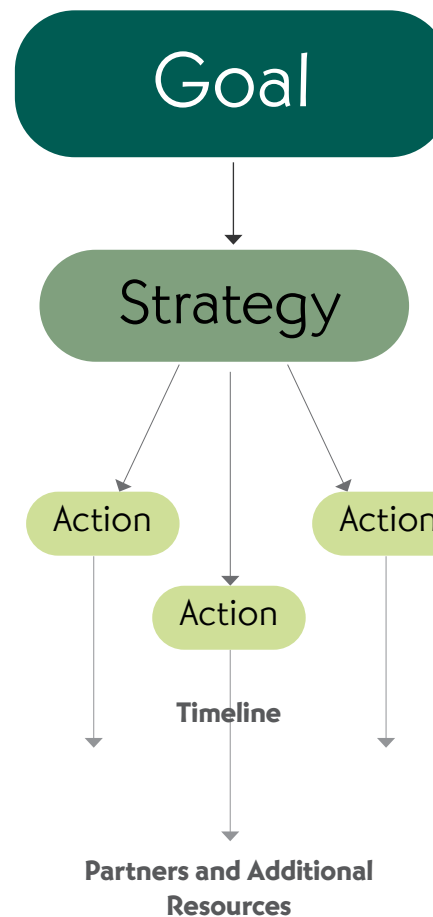 Goal
Strategy
Action
Action
Action
Timeline
Partners and Additional
Resources